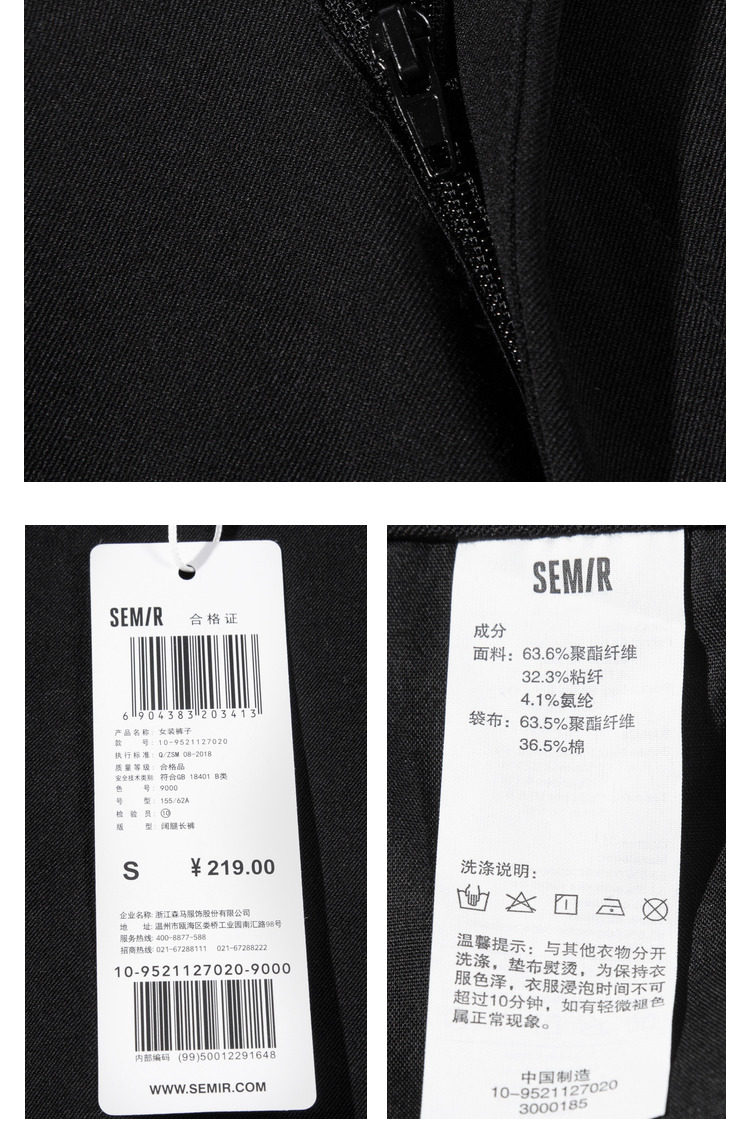 SEMIR 合格证
6 904383 203413
产品名称: 女装裤子
款 号: 10-9521127020
执行标准: Q/ZSM 08-2018
质量等级: 合格品
安全技术类别: 符合GB 18401 B类
色 号: 9000
号 型: 155/62A
检 验 员: 10
版 型: 阔腿长裤
S ¥219.00
企业名称: 浙江森马服饰股份有限公司
地 址: 温州市瓯海区娄桥工业园南汇路98号
服务热线: 400-8877-588
招商热线: 021-67288111 021-67288222
10-9521127020-9000
内部编码 (99)50012291648
WWW.SEMIR.COM
SEMIR
成分
面料: 63.6%聚酯纤维
32.3%粘纤
4.1%氨纶
袋布: 63.5%聚酯纤维
36.5%棉
洗涤说明:
温馨提示: 与其他衣物分开
洗涤, 垫布熨烫, 为保持衣
服色泽, 衣服浸泡时间不可
超过10分钟, 如有轻微褪色
属正常现象。
中国制造
10-9521127020
3000185